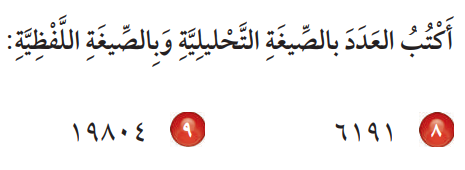 أَكْتُبُ العَدَدَ بالصِّيغَةِ التَّحْليلِيَّةِ وَبِالصِّيغَةِ اللَّفْظِيَّةِ:
٨ ٦١٩١ ٩ ١٩٨٠٤